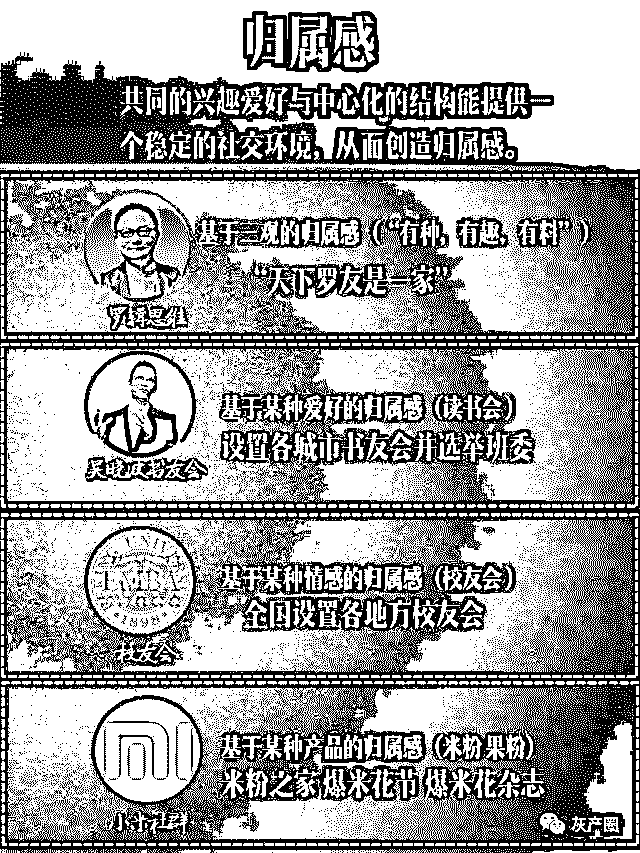 归属感
共同的兴趣爱好与中心化的结构能提供一
个稳定的社交环境，从而创造归属感。
基于三观的归属感（“有种，有趣，有料”）
“天下罗友是一家”
罗辑思维
基于某种爱好的归属感（读书会）
设置各城市书友会并选举班委
吴晓波书友会
基于某种情感的归属感（校友会）
全国设置各地方校友会
校友会
基于某种产品的归属感（米粉 果粉）
米粉之家 爆米花节 爆米花杂志
小米社群
灰产圈